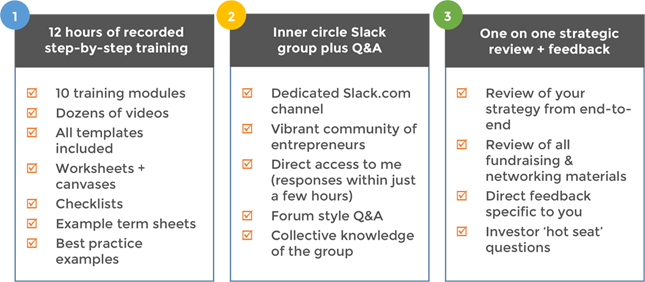 1
12 hours of recorded
step-by-step training
10 training modules
Dozens of videos
All templates
included
Worksheets +
canvases
Checklists
Example term sheets
Best practice
examples
2
Inner circle Slack
group plus Q&A
Dedicated Slack.com
channel
Vibrant community of
entrepreneurs
Direct access to me
(responses within just
a few hours)
Forum style Q&A
Collective knowledge
of the group
3
One on one strategic
review + feedback
Review of your
strategy from end-to-
end
Review of all
fundraising &
networking materials
Direct feedback
specific to you
Investor ‘hot seat’
questions